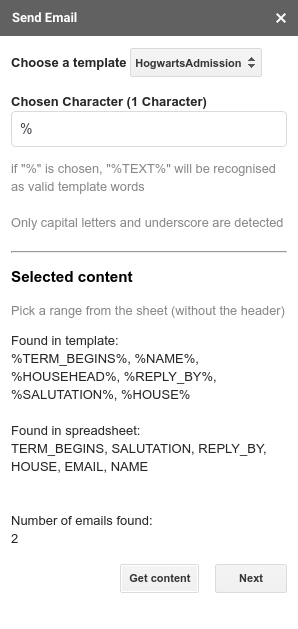 Send Email ×
Choose a template HogwartsAdmission
Chosen Character (1 Character)
%
if "%" is chosen, "%TEXT%" will be recognised
as valid template words
Only capital letters and underscore are detected
Selected content
Pick a range from the sheet (without the header)
Found in template:
%TERM_BEGINS%, %NAME%,
%HOUSEHEAD%, %REPLY_BY%,
%SALUTATION%, %HOUSE%
Found in spreadsheet:
TERM_BEGINS, SALUTATION, REPLY_BY,
HOUSE, EMAIL, NAME
Number of emails found:
2
Get content Next